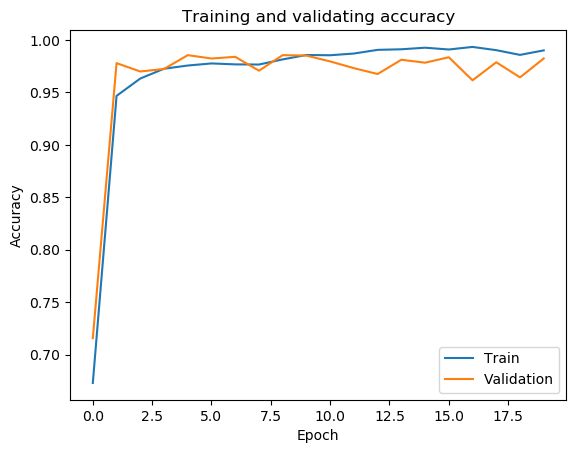 Training and validating accuracy
1.00
0.95
0.90
0.85
0.80
0.75
0.70
Accuracy
Train
Validation
0.0 2.5 5.0 7.5 10.0 12.5 15.0 17.5
Epoch